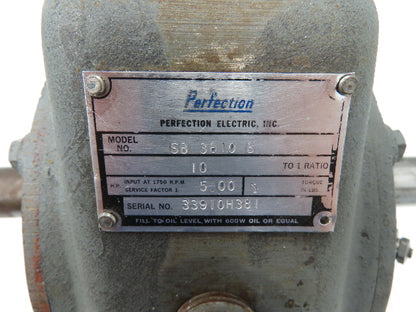 Perfection
PERFECTION ELECTRIC, INC.
MODEL NO. SB 3810
10 TO 1 RATIO
H.P. INPUT AT 1750 R.P.M. SERVICE FACTOR 1. 5.00 TORQUE IN LBS.
SERIAL NO. 33910H381
FILL TO OIL LEVEL WITH 600W OIL OR EQUAL